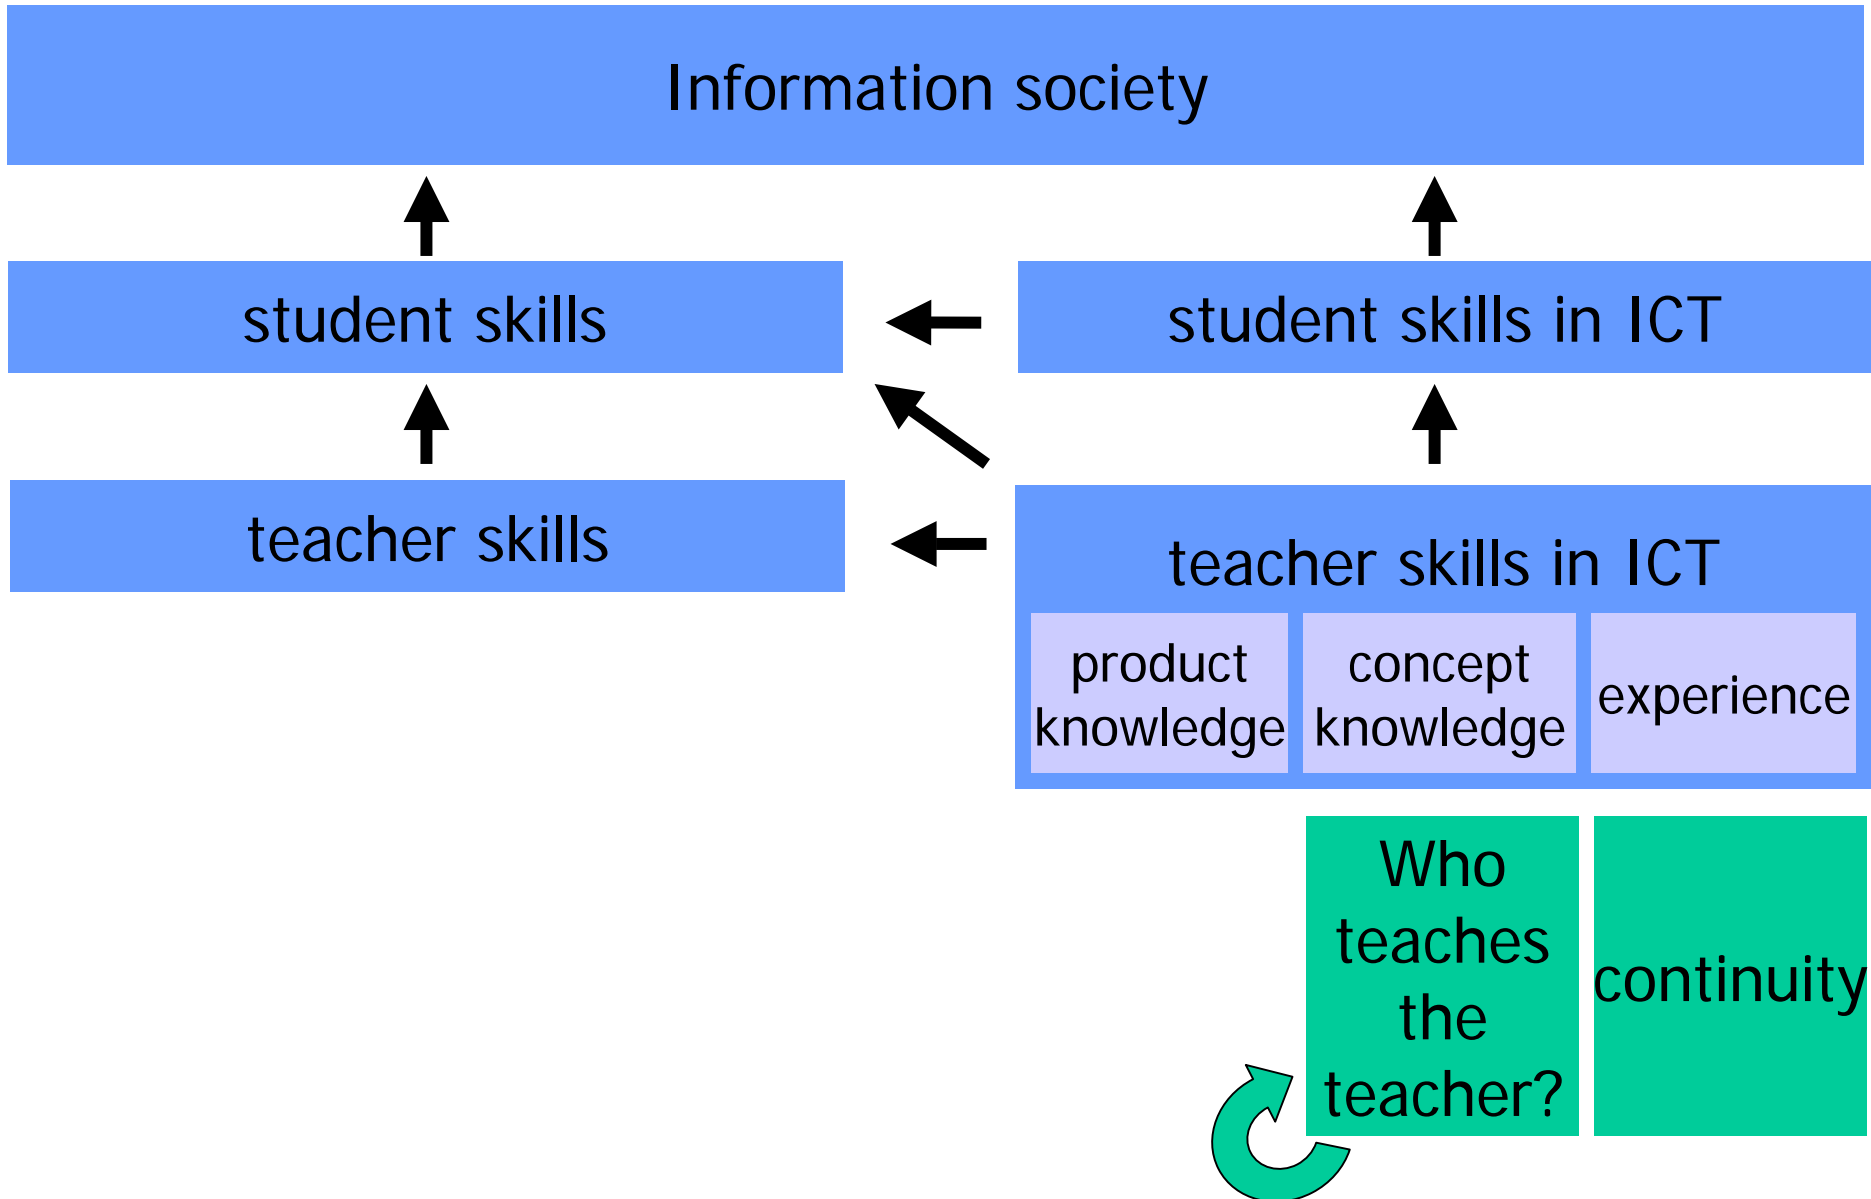 Information society
student skills
student skills in ICT
teacher skills
teacher skills in ICT
product
knowledge
concept
knowledge
experience
Who
teaches
the
teacher?
continuity